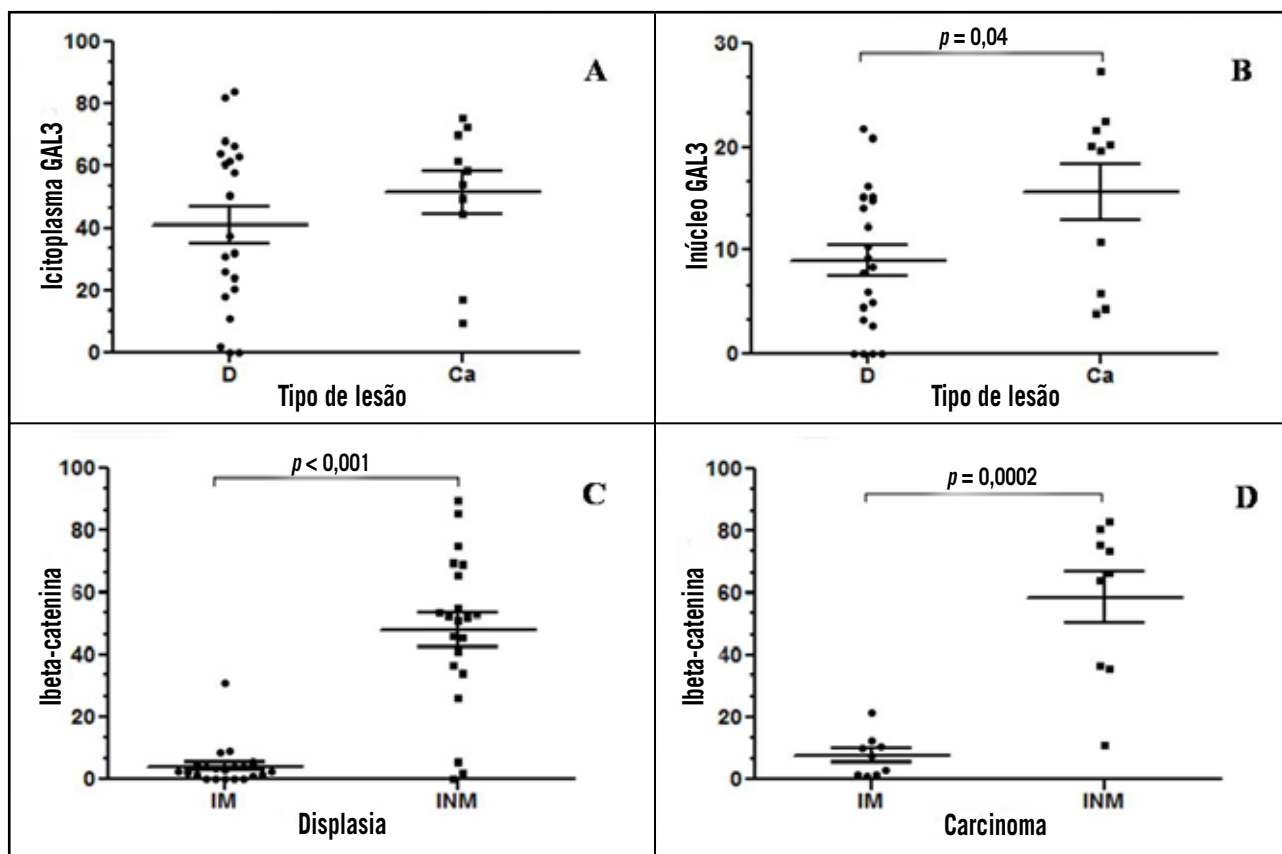 A
Icitoplasma GAL3
100
80
60
40
20
0
D
Ca
Tipo de lesão
B
p = 0,04
Inúcleo GAL3
30
20
10
0
D
Ca
Tipo de lesão
C
p < 0,001
Ibeta-catenina
100
80
60
40
20
0
IM
INM
Displasia
D
p = 0,0002
Ibeta-catenina
100
80
60
40
20
0
IM
INM
Carcinoma